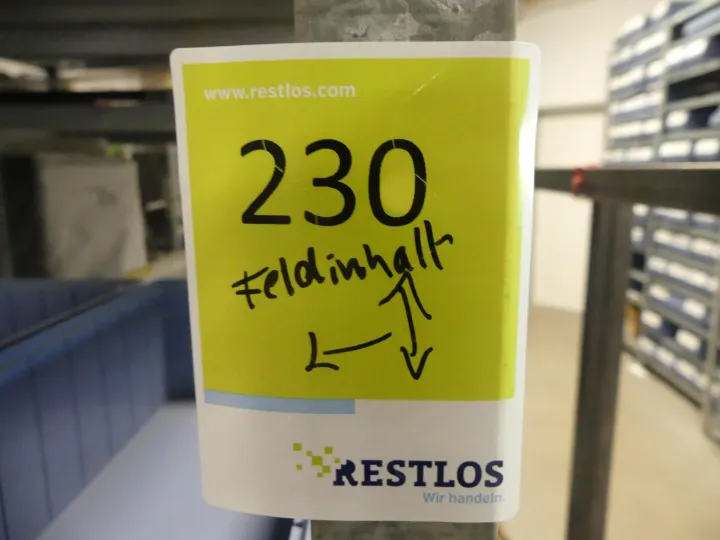 www.restlos.com
230
Feldinhalt
RESTLOS
Wir handeln.